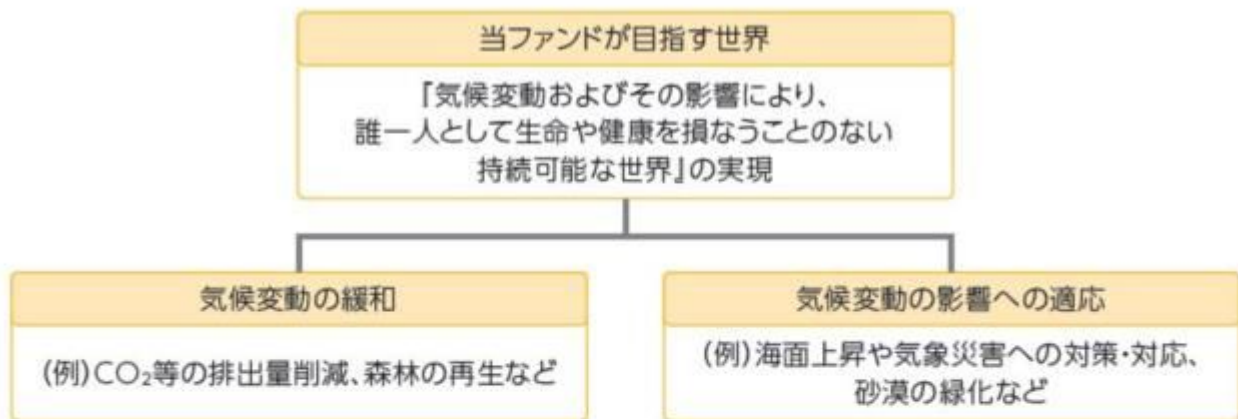 当ファンドが目指す世界
『気候変動およびその影響により、
誰一人として生命や健康を損なうことのない
持続可能な世界』の実現
気候変動の緩和
(例)CO₂等の排出量削減、森林の再生など
気候変動の影響への適応
(例)海面上昇や気象災害への対策・対応、
砂漠の緑化など